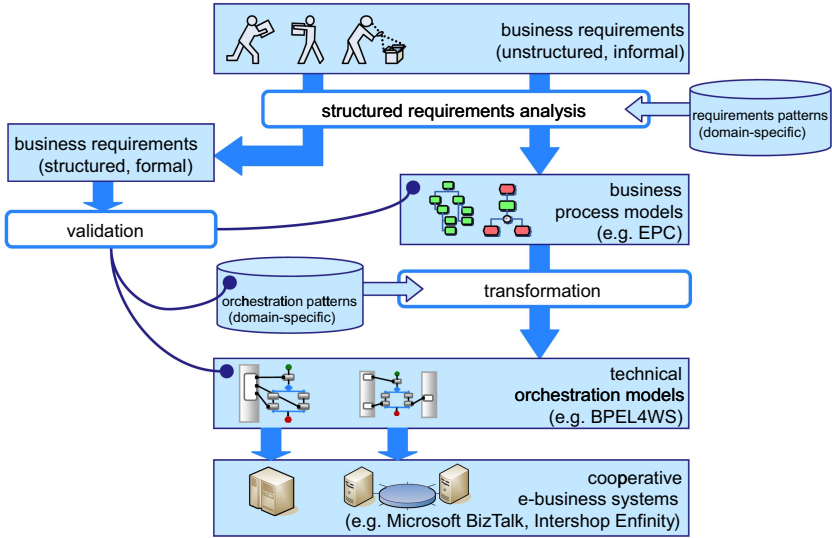 business requirements
(unstructured, informal)
structured requirements analysis
requirements patterns
(domain-specific)
business requirements
(structured, formal)
business
process models
(e.g. EPC)
validation
orchestration patterns
(domain-specific)
transformation
technical
orchestration models
(e.g. BPEL4WS)
cooperative
e-business systems
(e.g. Microsoft BizTalk, Intershop Enfinity)